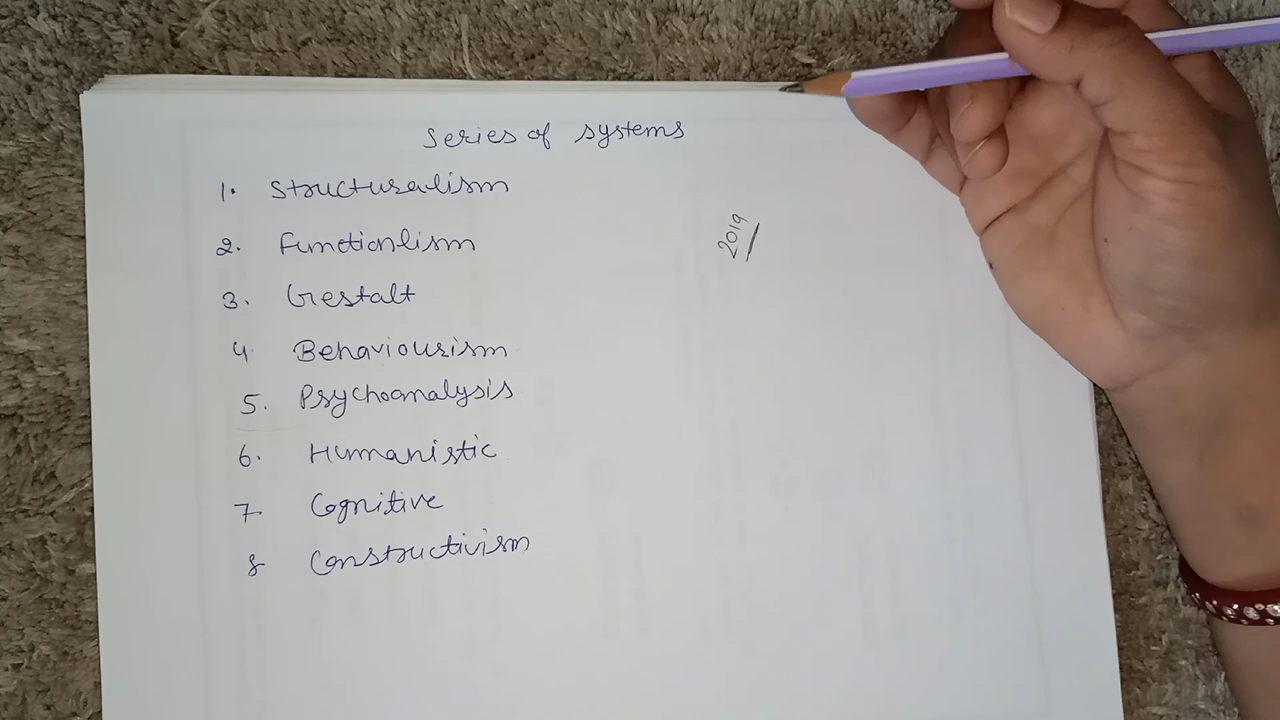 Series of systems
1. Structuralism
2. Functionlism
2019
3. Gestalt
4. Behaviourism
5. Psychoanalysis
6. Humanistic
7. Cognitive
8 Constructivism